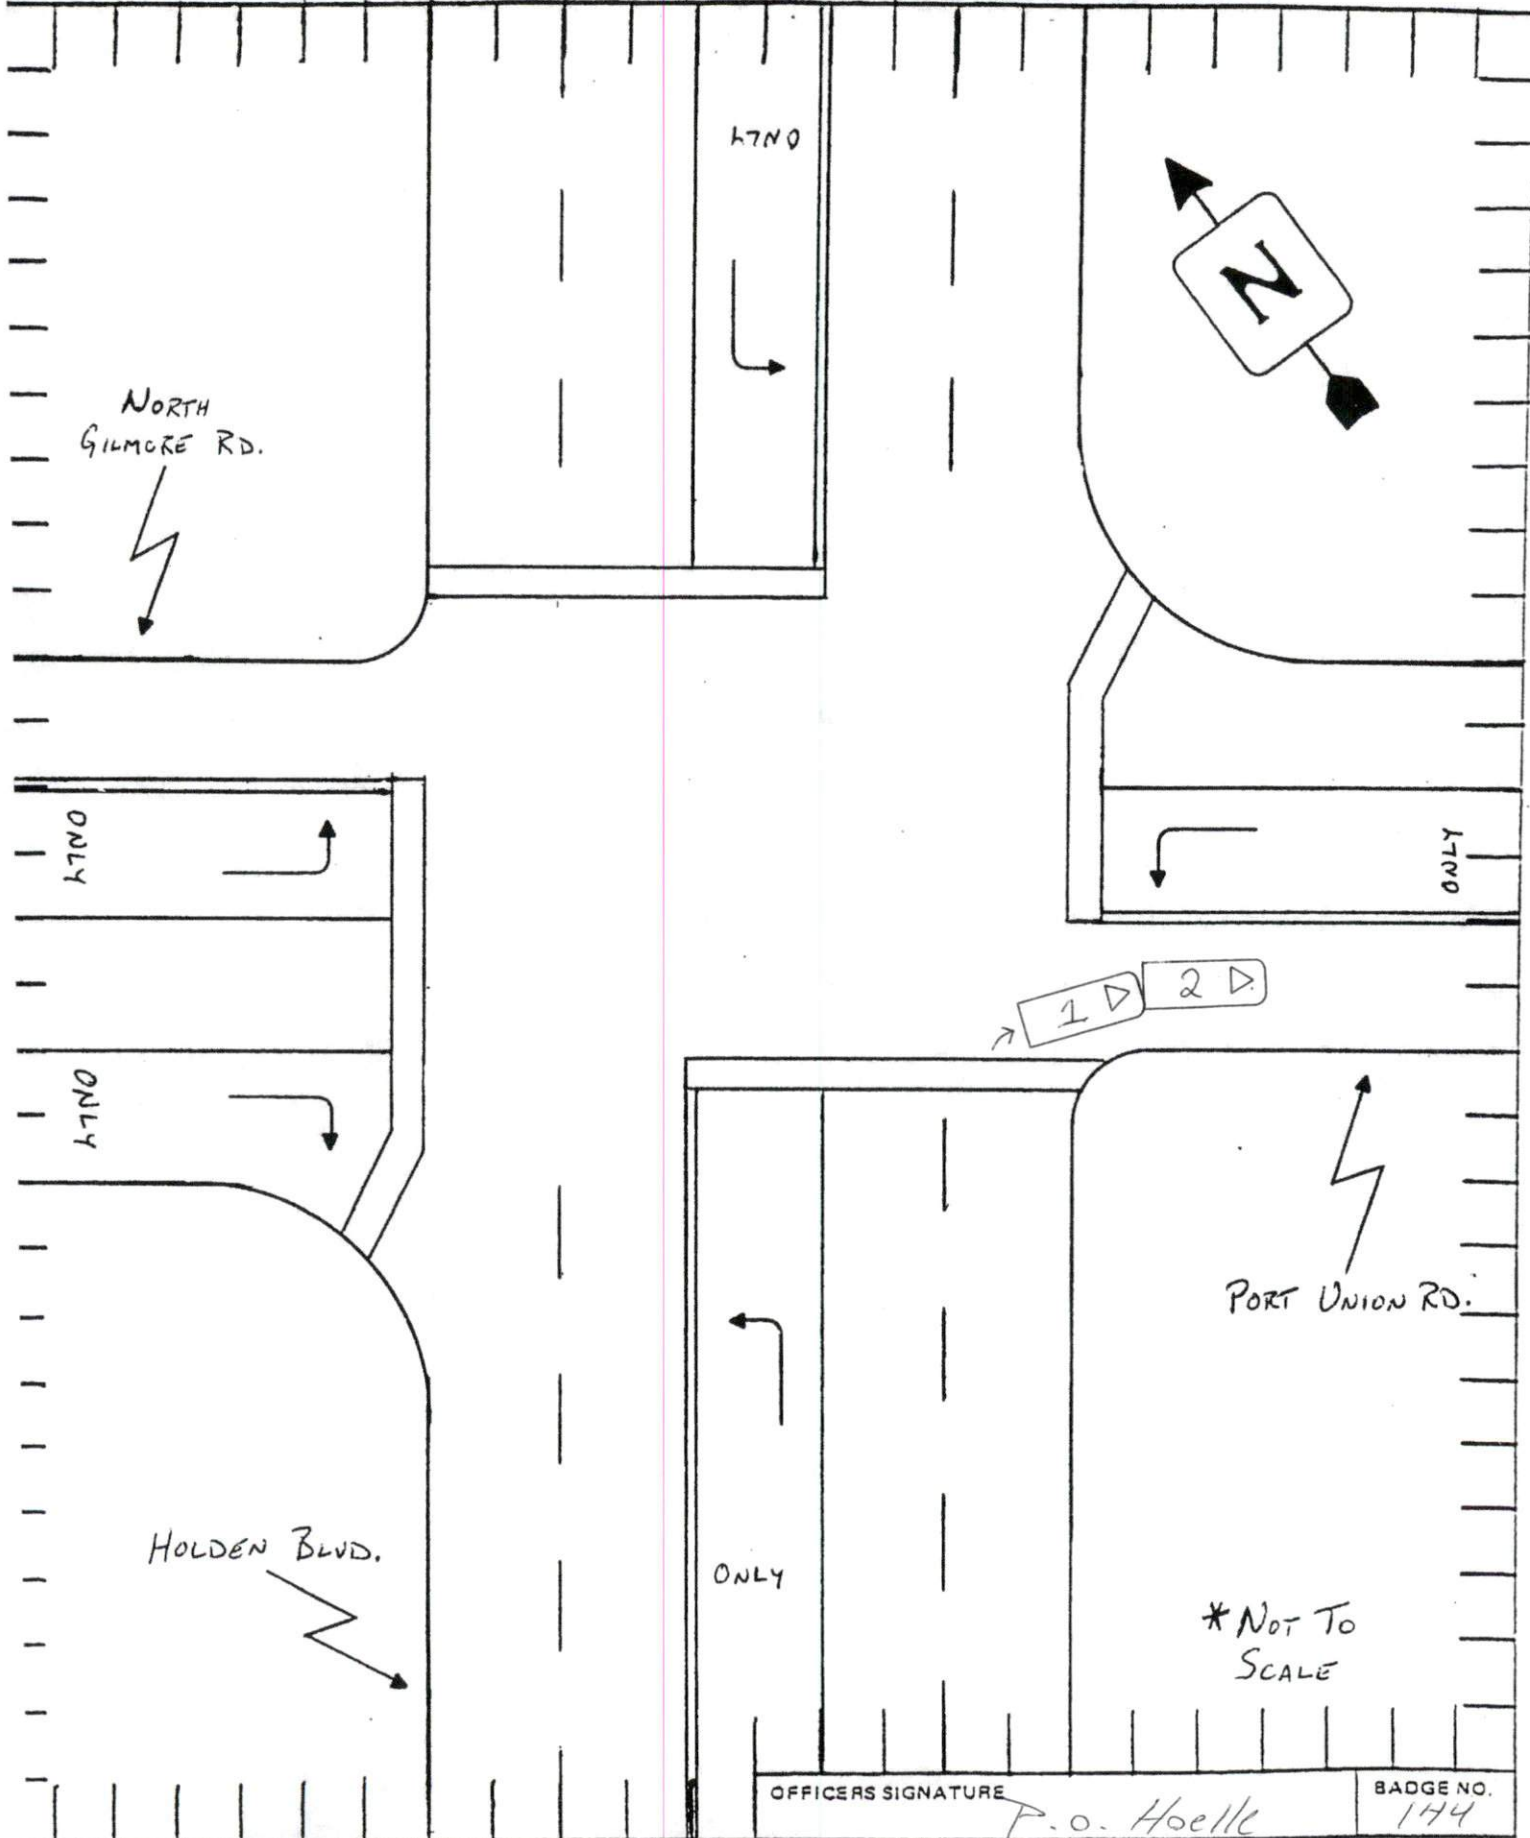 ONLY
N
NORTH
GILMORE RD.
ONLY
ONLY
1
2
ONLY
PORT UNION RD.
HOLDEN BLVD.
ONLY
*NOT TO
SCALE
OFFICERS SIGNATURE
P.O. Hoelle
BADGE NO.
144